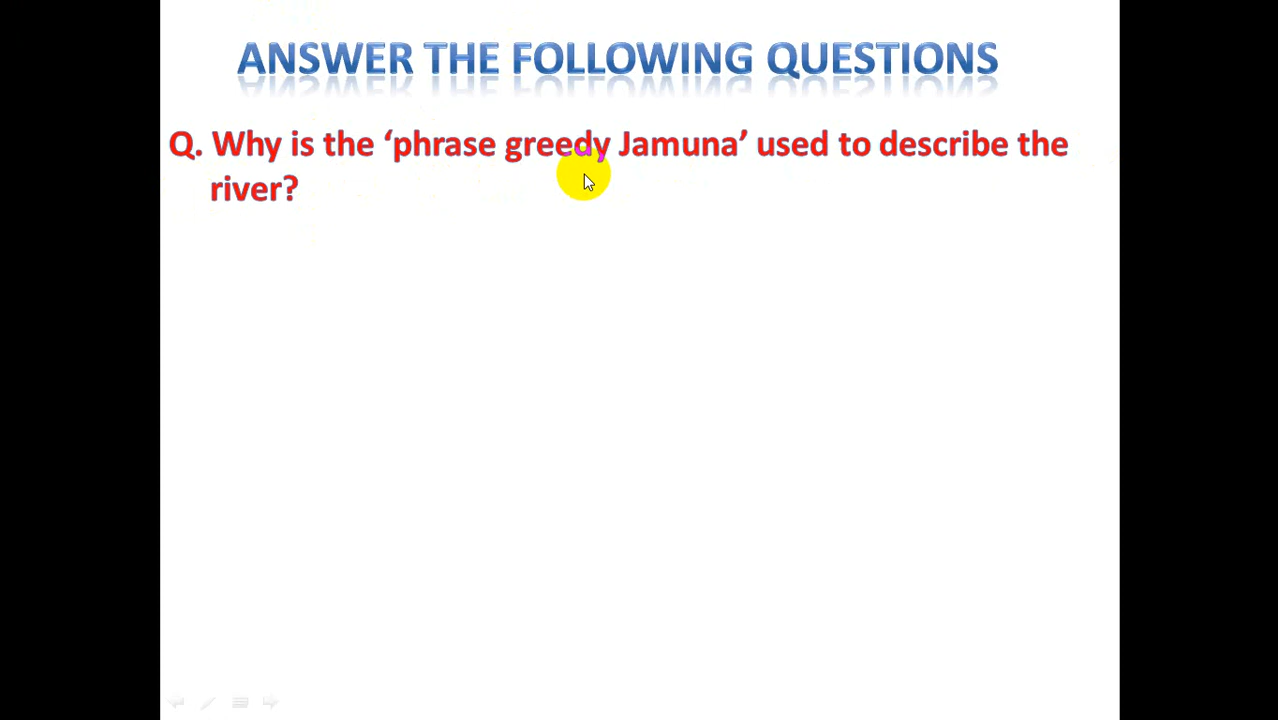 ANSWER THE FOLLOWING QUESTIONS
Q. Why is the ‘phrase greedy Jamuna’ used to describe the
river?